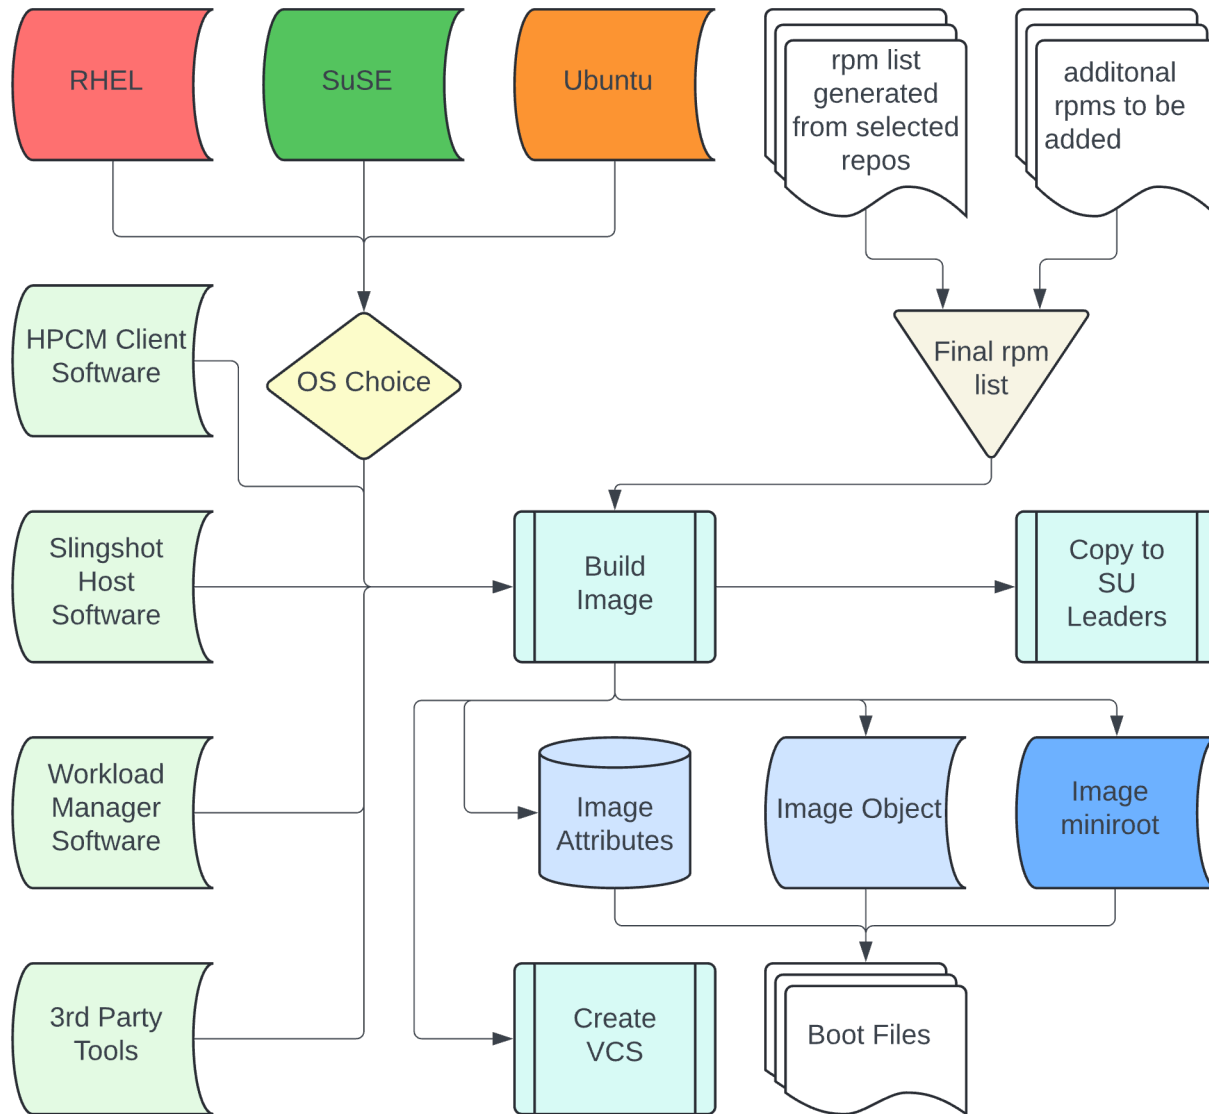 RHEL
SuSE
Ubuntu
rpm list
generated
from selected
repos
additonal
rpms to be
added
HPCM Client
Software
OS Choice
Final rpm
list
Slingshot
Host
Software
Build
Image
Copy to
SU
Leaders
Workload
Manager
Software
Image
Attributes
Image Object
Image
miniroot
3rd Party
Tools
Create
VCS
Boot Files